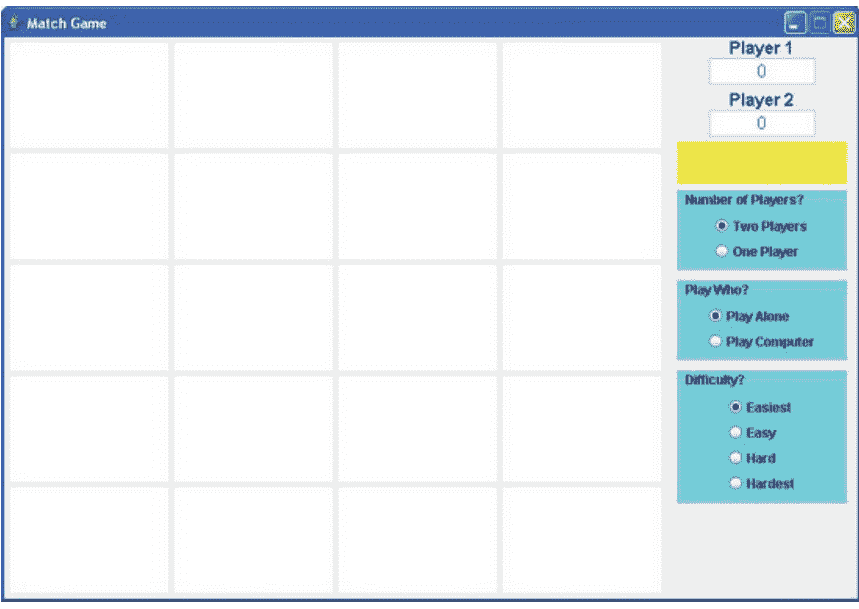 Match Game
Player 1
0
Player 2
0
Number of Players?
Two Players
One Player
Play Who?
Play Alone
Play Computer
Difficulty?
Easiest
Easy
Hard
Hardest